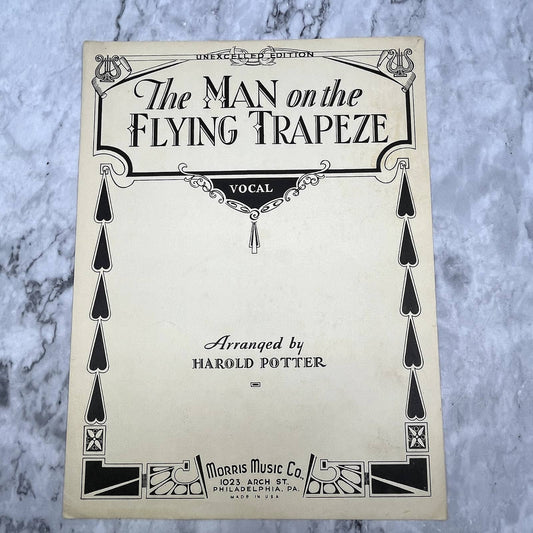 UNEXCELLED EDITION
The MAN on the
FLYING TRAPEZE
VOCAL
Arranged by
HAROLD POTTER
MORRIS MUSIC CO.
1023 ARCH ST.
PHILADELPHIA, PA.
MADE IN U.S.A.